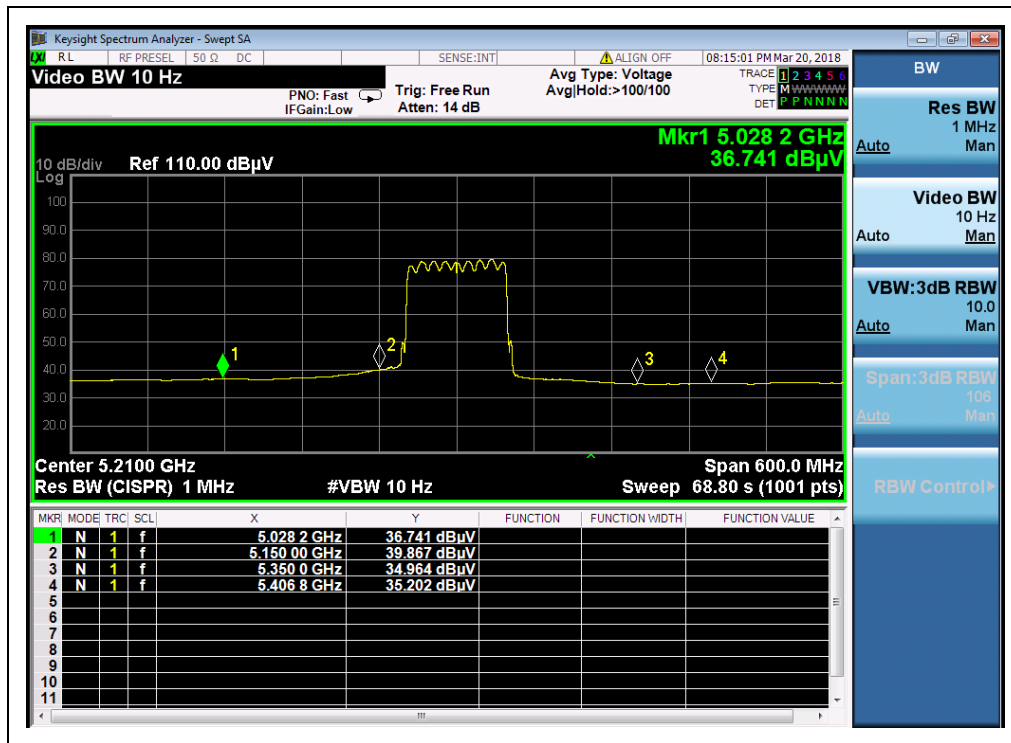 Keysight Spectrum Analyzer - Swept SA
LXI RL RF PRESEL 50 Ω DC SENSE:INT ALIGN OFF 08:15:01 PM Mar 20, 2018
Video BW 10 Hz
PNO: Fast
IFGain:Low
Trig: Free Run
Atten: 14 dB
Avg Type: Voltage
Avg|Hold:>100/100
TRACE 1 2 3 4 5 6
TYPE M W W W W W
DET P P N N N N
Mkr1 5.028 2 GHz
36.741 dBµV
10 dB/div Ref 110.00 dBµV
Log
100
90.0
80.0
70.0
60.0
50.0
40.0
30.0
20.0
1
2
3
4
Center 5.2100 GHz Span 600.0 MHz
Res BW (CISPR) 1 MHz #VBW 10 Hz Sweep 68.80 s (1001 pts)
MKR MODE TRC SCL X Y FUNCTION FUNCTION WIDTH FUNCTION VALUE
1 N 1 f 5.028 2 GHz 36.741 dBµV
2 N 1 f 5.150 00 GHz 39.867 dBµV
3 N 1 f 5.350 0 GHz 34.964 dBµV
4 N 1 f 5.406 8 GHz 35.202 dBµV
5
6
7
8
9
10
11
BW
Res BW
1 MHz
Auto Man
Video BW
10 Hz
Auto Man
VBW:3dB RBW
10.0
Auto Man
Span:3dB RBW
106
Auto Man
RBW Control